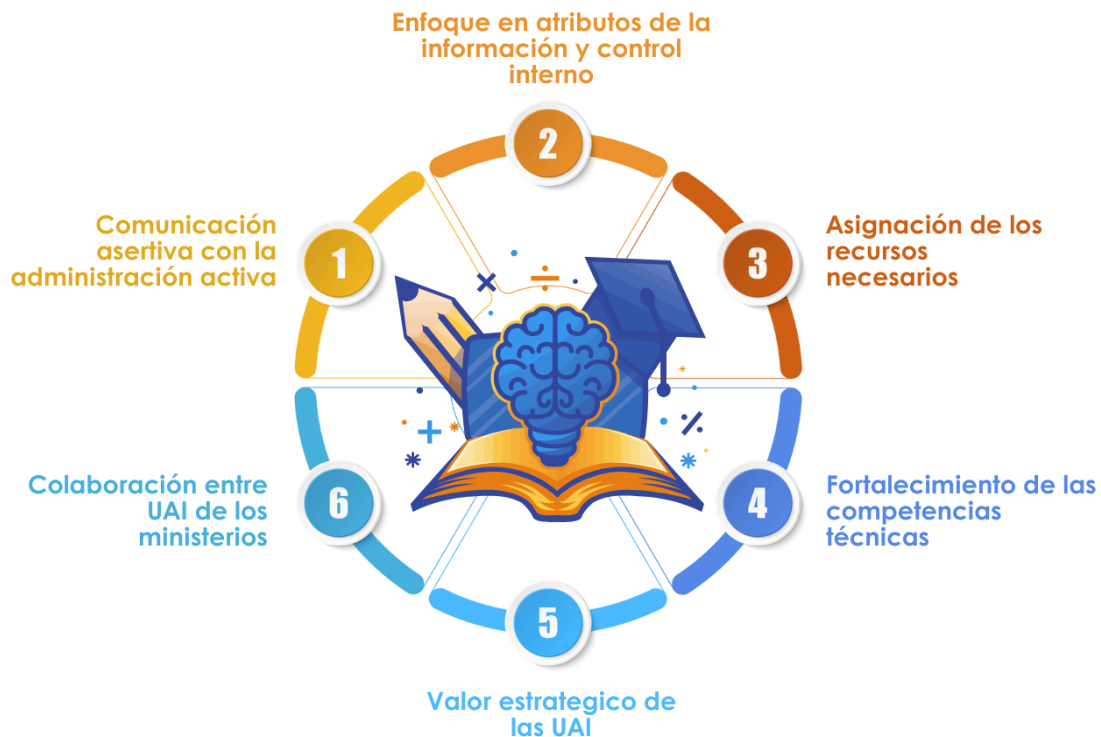 1
Comunicación
asertiva con la
administración activa
2
Enfoque en atributos de la
información y control
interno
3
Asignación de los
recursos
necesarios
4
Fortalecimiento de las
competencias
técnicas
5
Valor estrategico de
las UAI
6
Colaboración entre
UAI de los
ministerios